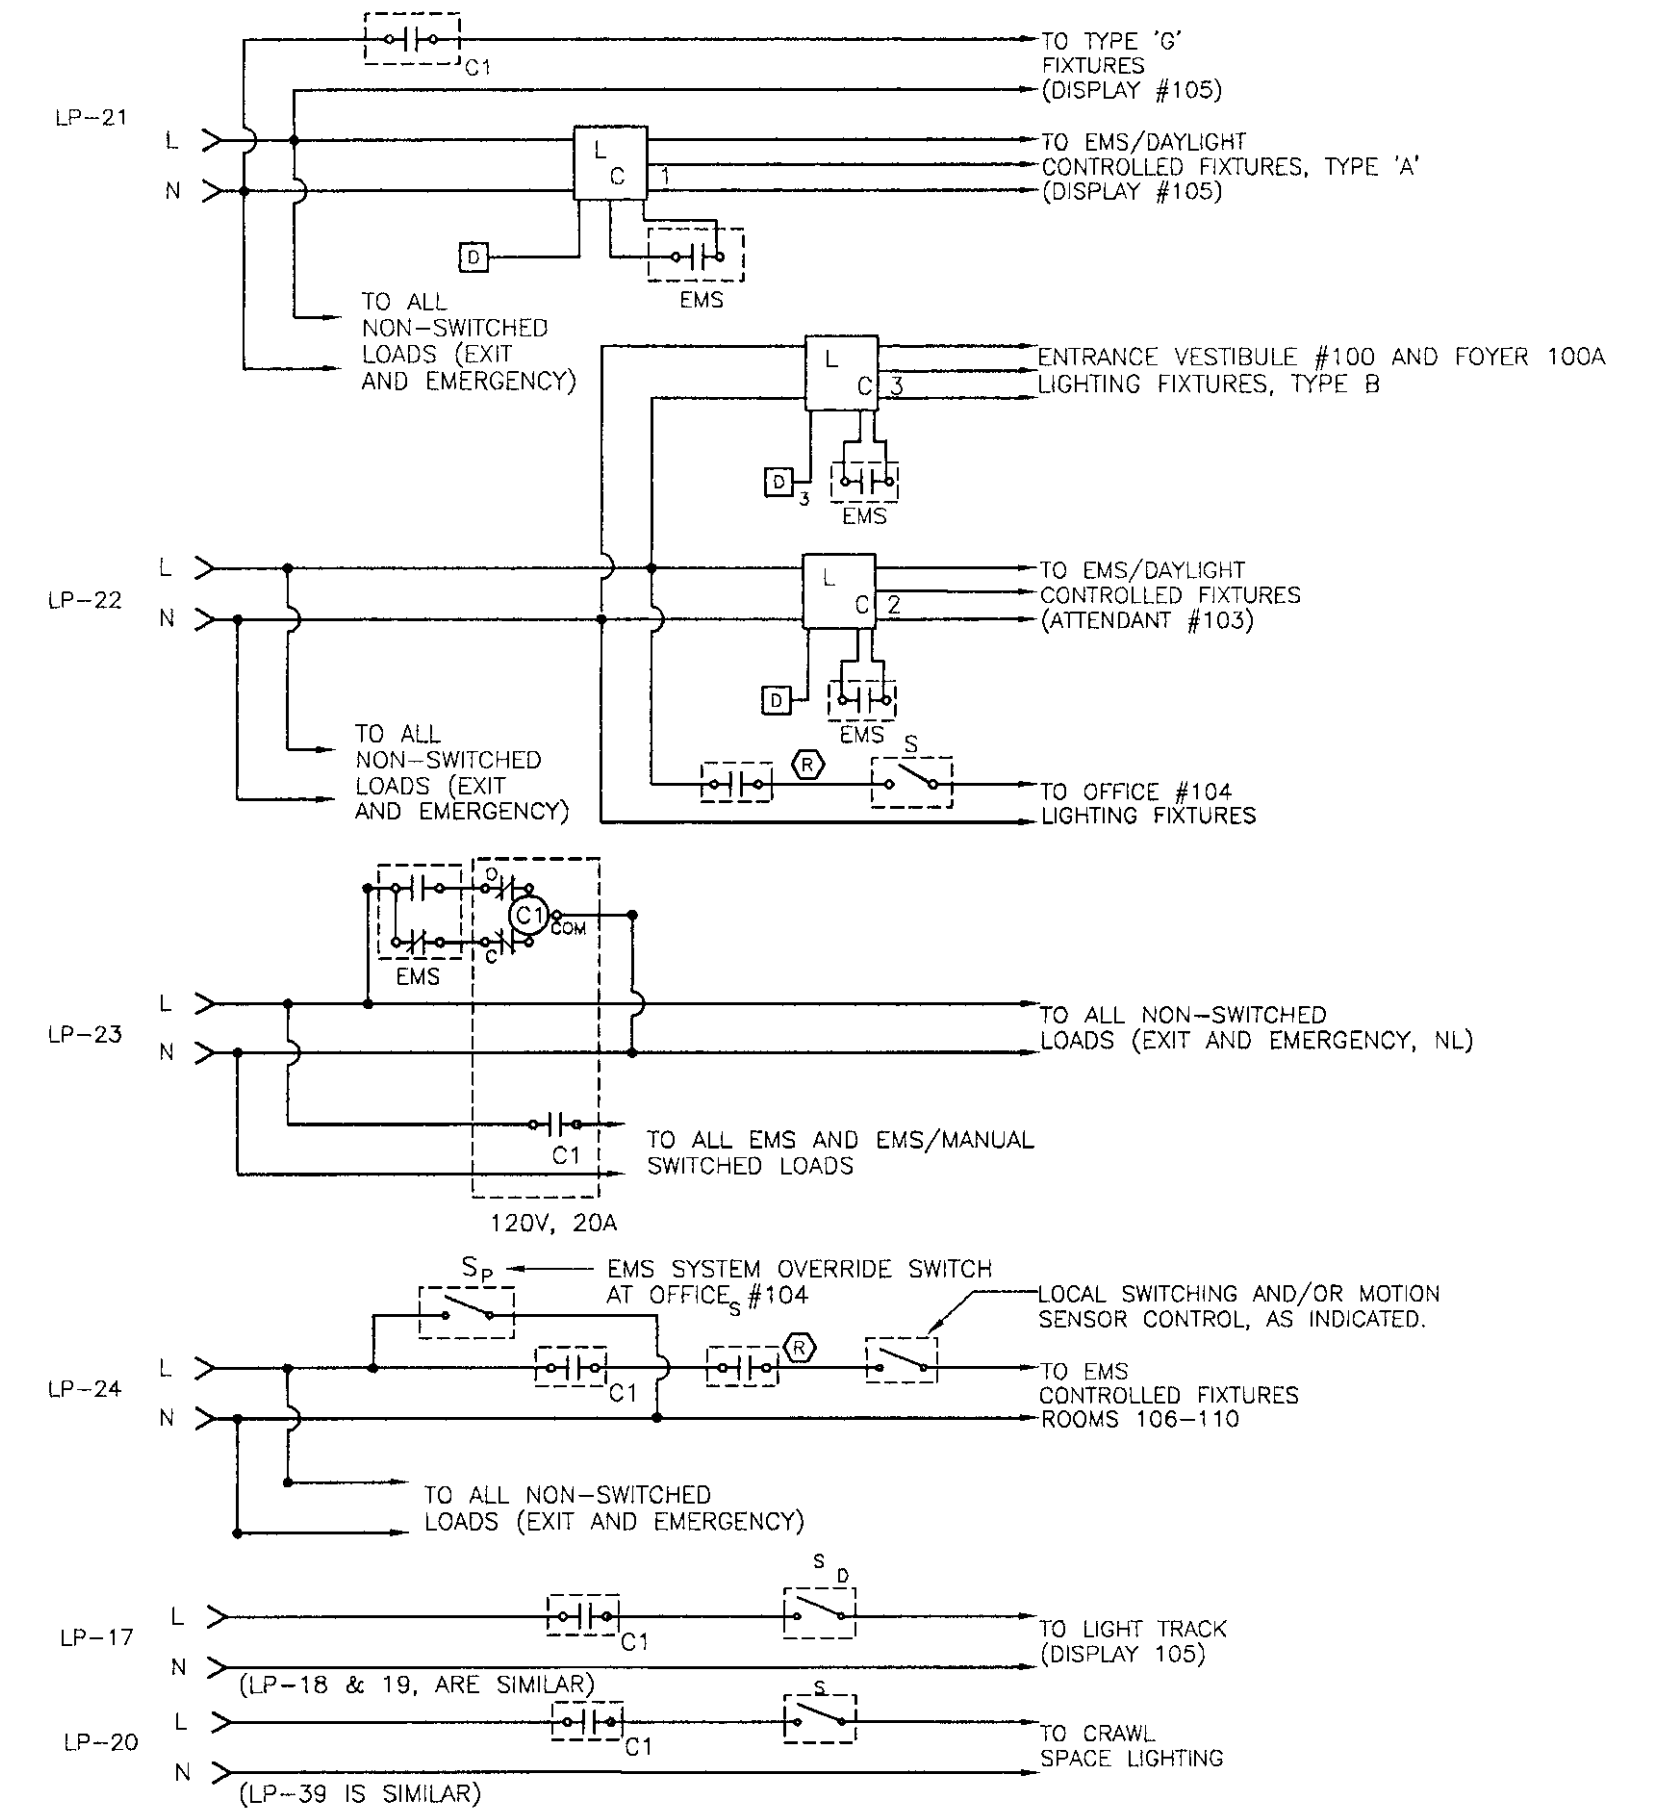 C1
TO TYPE 'G'
FIXTURES
(DISPLAY #105)
LP-21
L
N
L
C
1
TO EMS/DAYLIGHT
CONTROLLED FIXTURES, TYPE 'A'
(DISPLAY #105)
D
EMS
TO ALL
NON-SWITCHED
LOADS (EXIT
AND EMERGENCY)
L
C
3
ENTRANCE VESTIBULE #100 AND FOYER 100A
LIGHTING FIXTURES, TYPE B
D
3
EMS
LP-22
L
N
L
C
2
TO EMS/DAYLIGHT
CONTROLLED FIXTURES
(ATTENDANT #103)
D
EMS
TO ALL
NON-SWITCHED
LOADS (EXIT
AND EMERGENCY)
R
S
TO OFFICE #104
LIGHTING FIXTURES
O
C1
COM
C
EMS
LP-23
L
N
TO ALL NON-SWITCHED
LOADS (EXIT AND EMERGENCY, NL)
C1
TO ALL EMS AND EMS/MANUAL
SWITCHED LOADS
120V, 20A
SP
EMS SYSTEM OVERRIDE SWITCH
AT OFFICE #104
S
LOCAL SWITCHING AND/OR MOTION
SENSOR CONTROL, AS INDICATED.
LP-24
L
N
C1
R
TO EMS
CONTROLLED FIXTURES
ROOMS 106-110
TO ALL NON-SWITCHED
LOADS (EXIT AND EMERGENCY)
LP-17
L
N
C1
S
D
TO LIGHT TRACK
(DISPLAY 105)
(LP-18 & 19, ARE SIMILAR)
LP-20
L
N
C1
S
TO CRAWL
SPACE LIGHTING
(LP-39 IS SIMILAR)